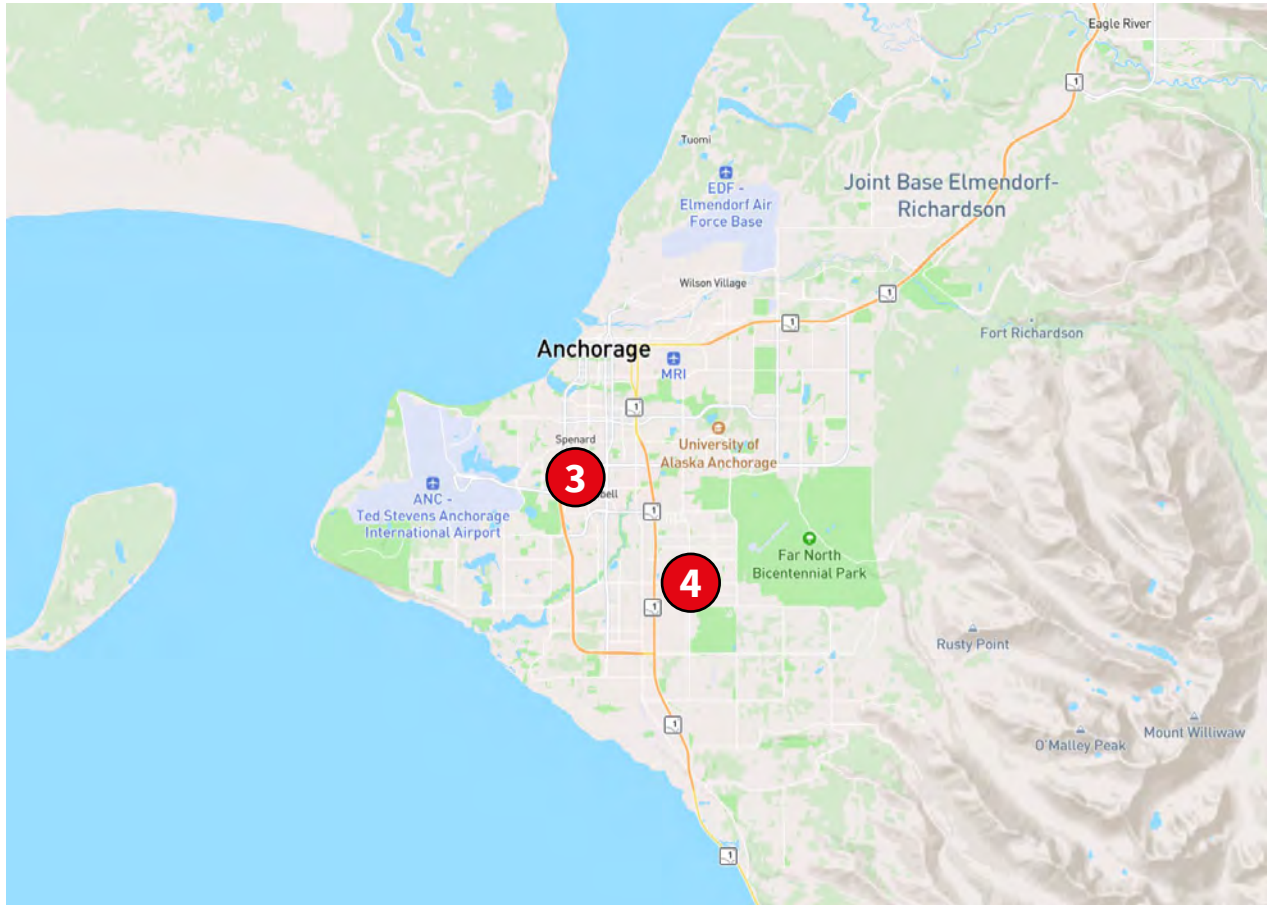 Eagle River
1
Tuomi
EDF -
Elmendorf Air
Force Base
Joint Base Elmendorf-
Richardson
Wilson Village
1
1
Fort Richardson
Anchorage
MRI
1
Spenard
University of
Alaska Anchorage
3
bell
ANC -
Ted Stevens Anchorage
International Airport
1
Far North
Bicentennial Park
4
1
Rusty Point
1
O'Malley Peak
Mount Williwaw
1